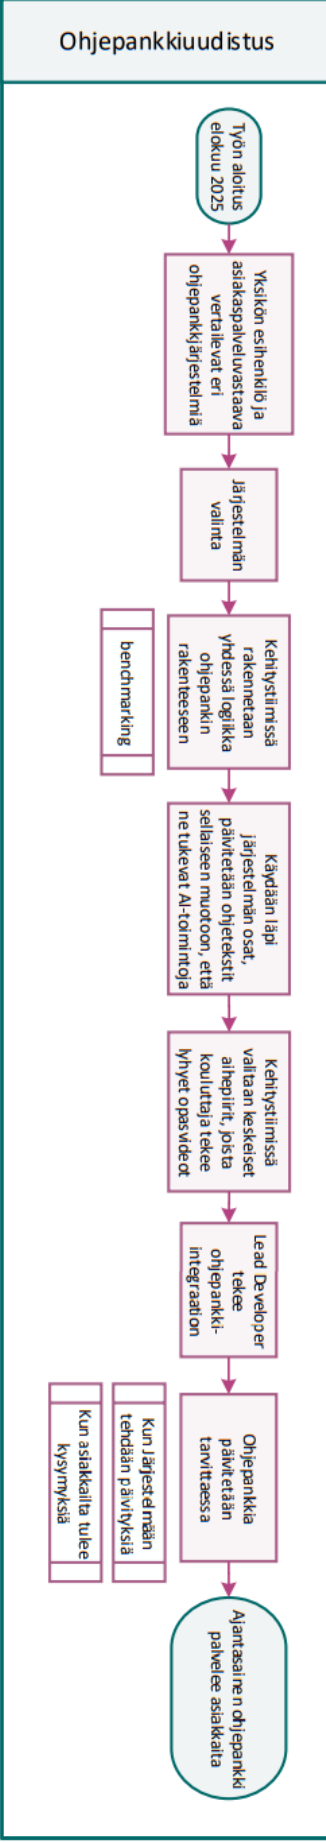 Ohjepankkiuudistus
Työn aloitus
elokuu 2025
Yksikön esihenkilö ja
asiakaspalveluvastaava
vertailevat eri
ohjepankkijärjestelmiä
Järjestelmän
valinta
Kehitystiimissä
rakennetaan
yhdessä logiikka
ohjepankin
rakenteeseen
benchmarking
Käydään läpi
järjestelmän osat,
päivitetään ohjetekstit
sellaiseen muotoon, että
ne tukevat AI-toimintoja
Kehitystiimissä
valitaan keskeiset
aihepiirit, joista
kouluttaja tekee
lyhyet opasvideot
Lead Developer
tekee
ohjepankki-
integraation
Ohjepankkia
päivitetään
tarvittaessa
Kun Järjestelmään
tehdään päivityksiä
Kun asiakkailta tulee
kysymyksiä
Ajantasainen ohjepankki
palvelee asiakkaita